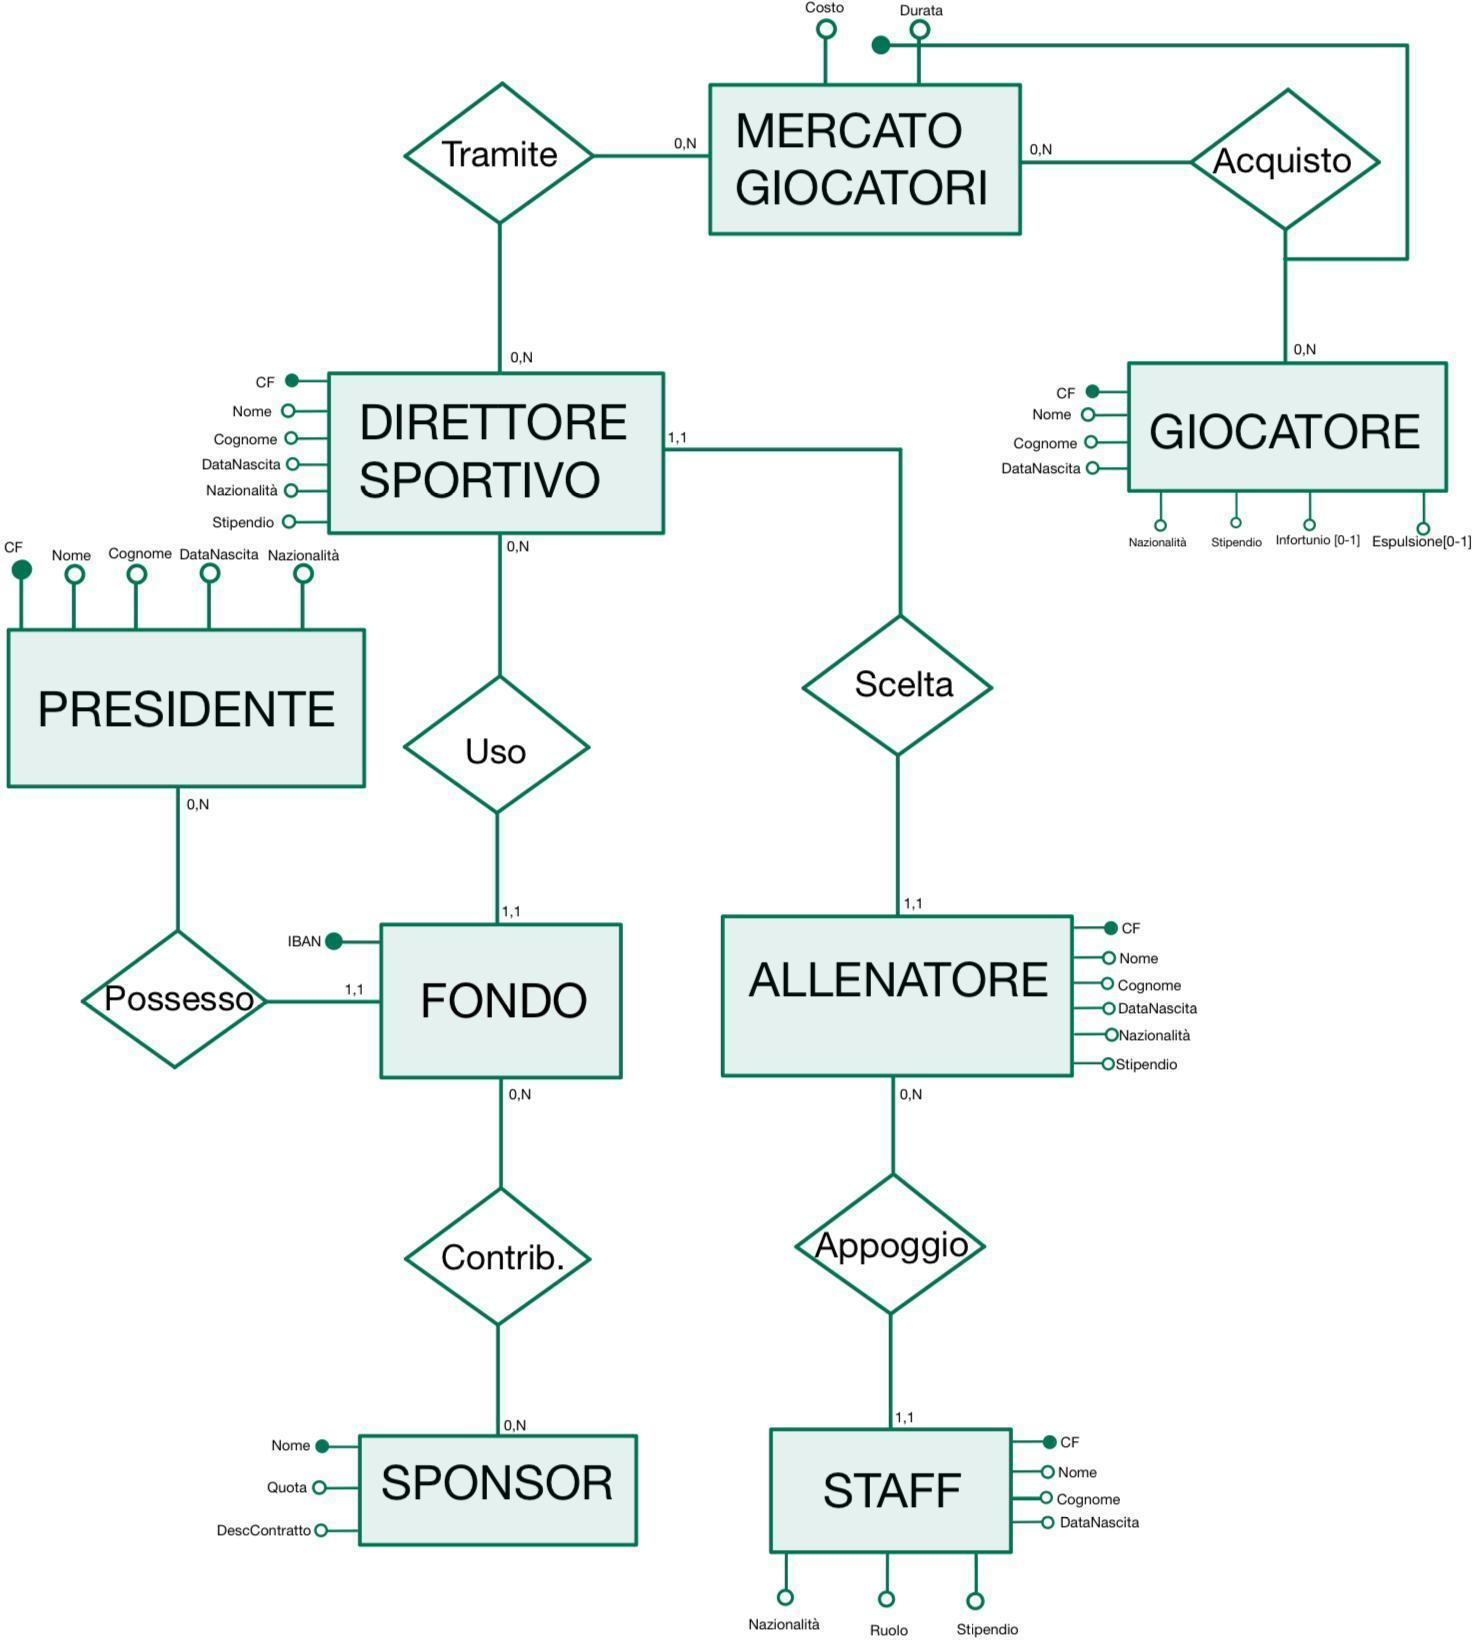 Costo
Durata
Tramite
0,N
MERCATO
GIOCATORI
0,N
Acquisto
0,N
0,N
CF
Nome
Cognome
DataNascita
Nazionalità
Stipendio
DIRETTORE
SPORTIVO
1,1
0,N
CF
Nome
Cognome
DataNascita
GIOCATORE
Nazionalità
Stipendio
Infortunio [0-1]
Espulsione[0-1]
CF
Nome
Cognome
DataNascita
Nazionalità
PRESIDENTE
0,N
Uso
Scelta
1,1
1,1
Possesso
1,1
IBAN
FONDO
0,N
ALLENATORE
CF
Nome
Cognome
DataNascita
Nazionalità
Stipendio
0,N
Contrib.
Appoggio
0,N
1,1
Nome
Quota
DescContratto
SPONSOR
STAFF
CF
Nome
Cognome
DataNascita
Nazionalità
Ruolo
Stipendio